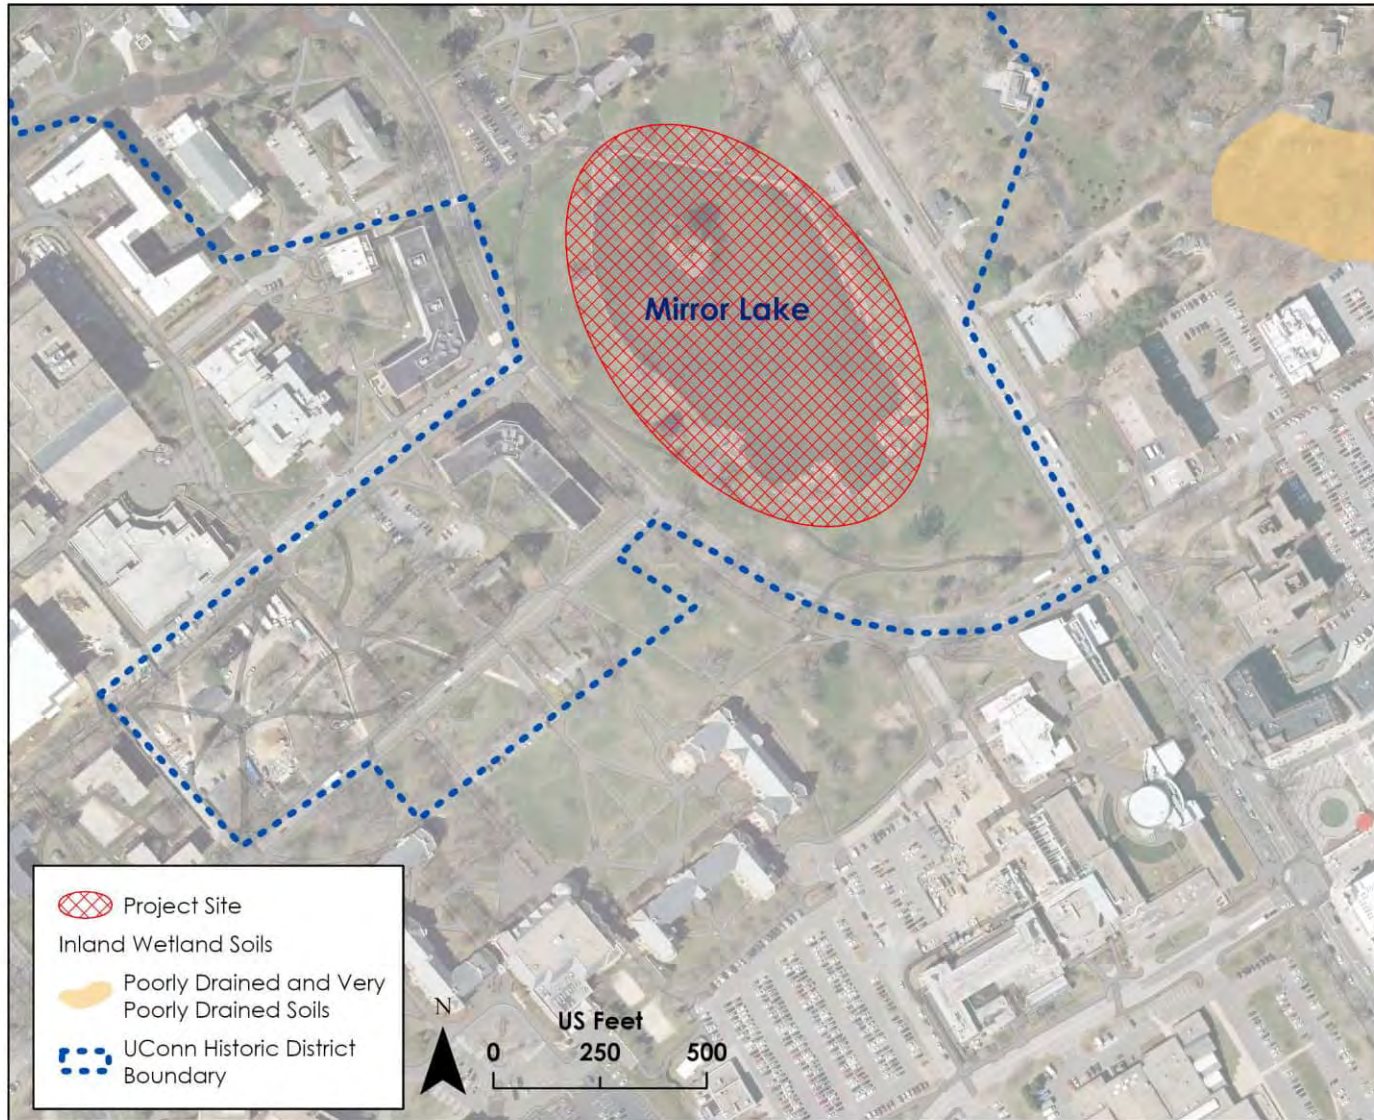 Mirror Lake
Project Site
Inland Wetland Soils
Poorly Drained and Very
Poorly Drained Soils
UConn Historic District
Boundary
N
US Feet
0 250 500